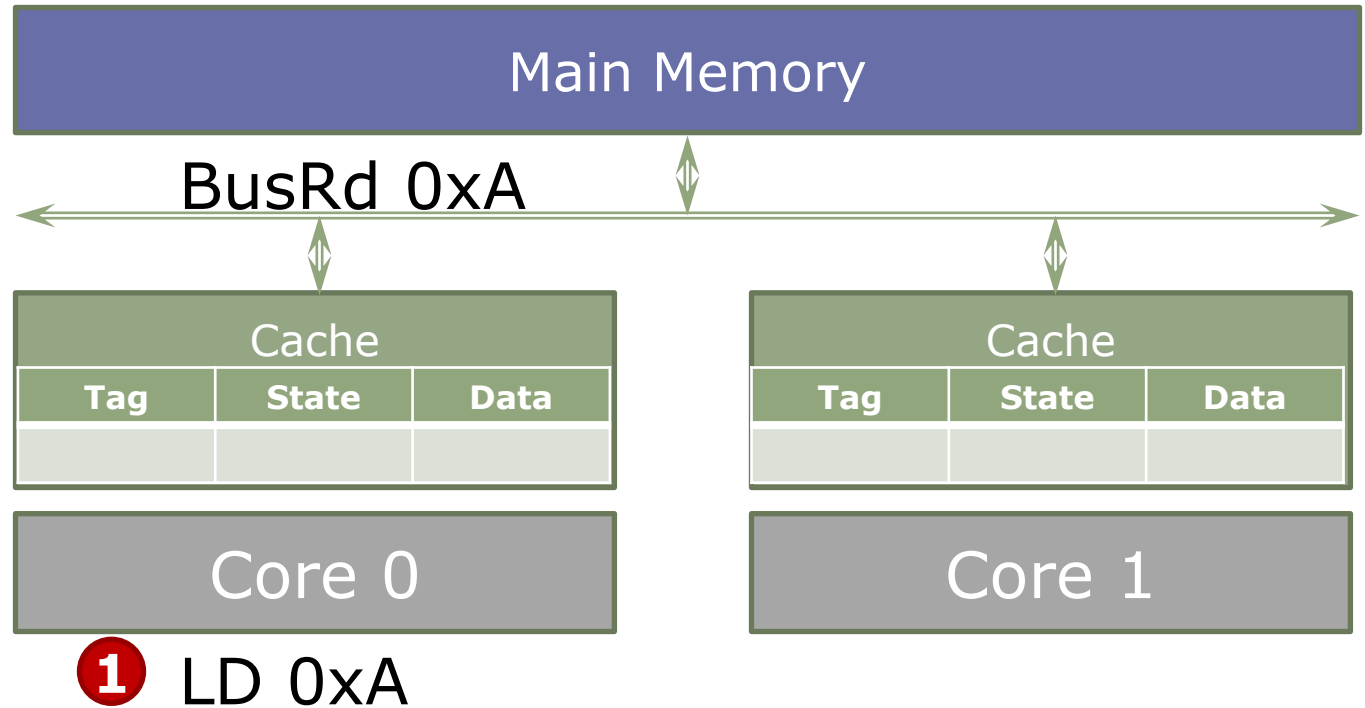 Main Memory
BusRd 0xA
Cache
Cache
Tag State Data
Tag State Data
Core 0
Core 1
1 LD 0xA